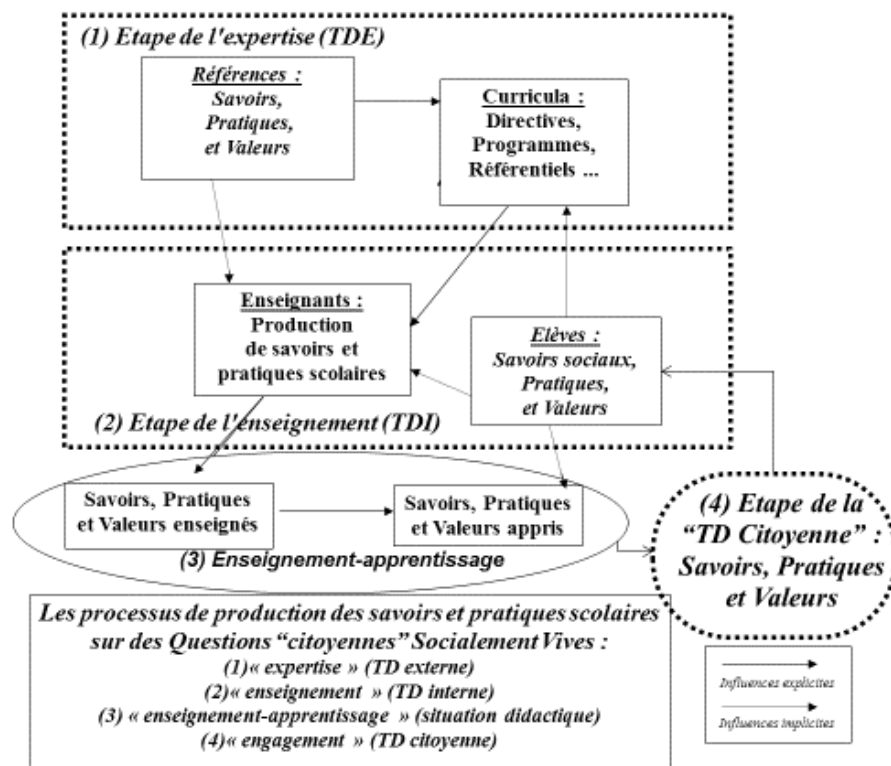 (1) Etape de l'expertise (TDE)
Références :
Savoirs,
Pratiques,
et Valeurs
Curricula :
Directives,
Programmes,
Référentiels ...
Enseignants :
Production
de savoirs et
pratiques scolaires
Elèves :
Savoirs sociaux,
Pratiques,
et Valeurs
(2) Etape de l'enseignement (TDI)
Savoirs, Pratiques
et Valeurs enseignés
Savoirs, Pratiques
et Valeurs appris
(3) Enseignement-apprentissage
(4) Etape de la
“TD Citoyenne” :
Savoirs, Pratiques
et Valeurs
Les processus de production des savoirs et pratiques scolaires
sur des Questions “citoyennes” Socialement Vives :
(1)« expertise » (TD externe)
(2)« enseignement » (TD interne)
(3) « enseignement-apprentissage » (situation didactique)
(4)« engagement » (TD citoyenne)
Influences explicites
Influences implicites